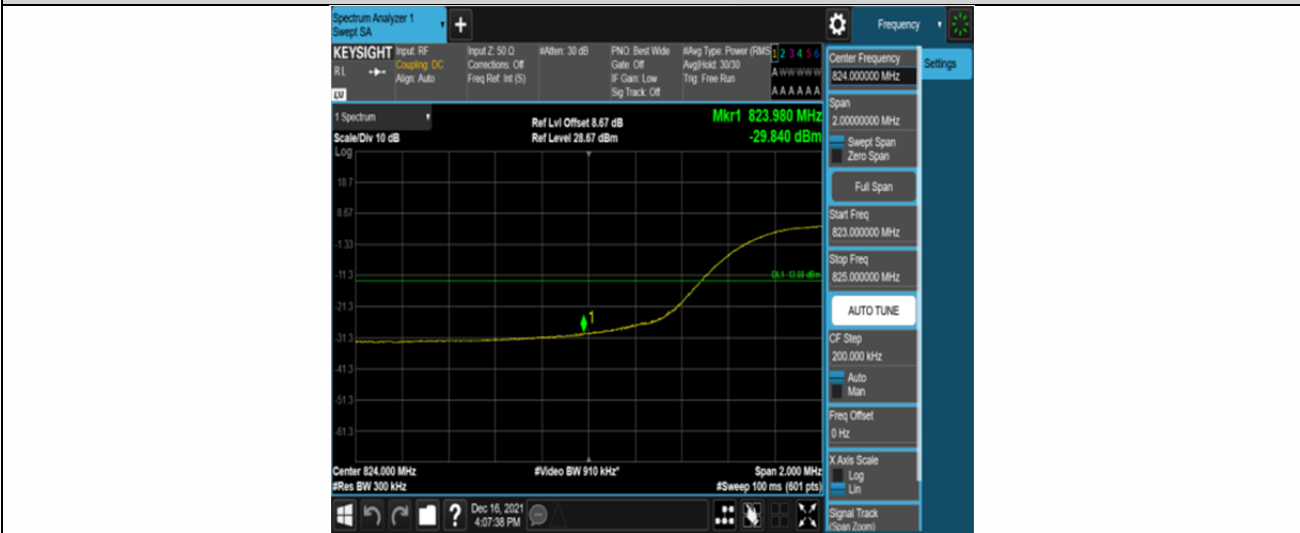 Spectrum Analyzer 1
Swept SA
+
Frequency
KEYSIGHT
R L
LM
Input: RF
Coupling: DC
Align: Auto
Input Z: 50 Ω
Corrections: Off
Freq Ref: Int (S)
#Atten: 30 dB
PNO: Best Wide
Gate: Off
IF Gain: Low
Sig Track: Off
#Avg Type: Power (RMS
Avg|Hold: 30/30
Trig: Free Run
1 2 3 4 5 6
A W W W W W
A A A A A A
1 Spectrum
Scale/Div 10 dB
Log
Ref Lvl Offset 8.67 dB
Ref Level 28.67 dBm
Mkr1 823.980 MHz
-29.840 dBm
18.7
8.67
-1.33
-11.3
-21.3
-31.3
-41.3
-51.3
-61.3
DL1 -13.00 dBm
1
Center 824.000 MHz
#Res BW 300 kHz
#Video BW 910 kHz*
Span 2.000 MHz
#Sweep 100 ms (601 pts)
Center Frequency
824.000000 MHz
Settings
Span
2.00000000 MHz
Swept Span
Zero Span
Full Span
Start Freq
823.000000 MHz
Stop Freq
825.000000 MHz
AUTO TUNE
CF Step
200.000 kHz
Auto
Man
Freq Offset
0 Hz
X Axis Scale
Log
Lin
Signal Track
(Span Zoom)
?
Dec 16, 2021
4:07:38 PM